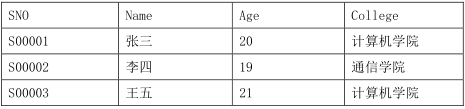 SNO Name Age College
S00001 张三 20 计算机学院
S00002 李四 19 通信学院
S00003 王五 21 计算机学院